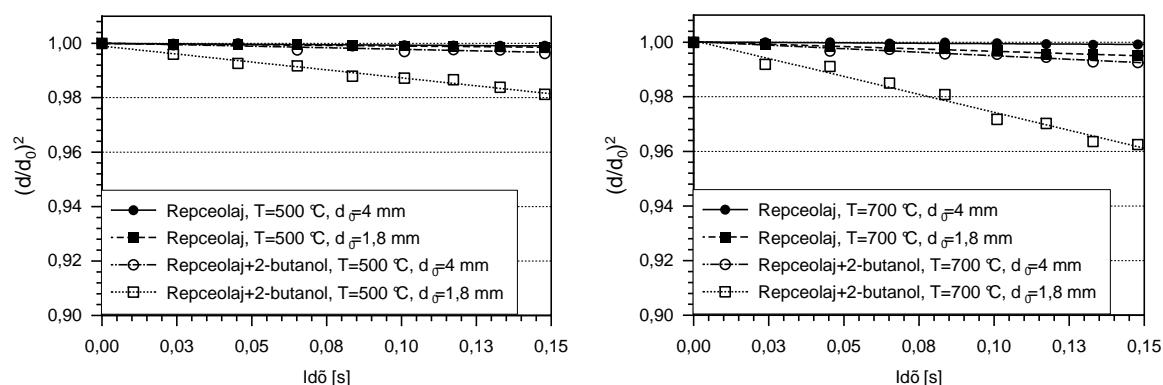 1,00
0,98
0,96
0,94
0,92
0,90
(d/d0)2
Repceolaj, T=500 °C, d0=4 mm
Repceolaj, T=500 °C, d0=1,8 mm
Repceolaj+2-butanol, T=500 °C, d0=4 mm
Repceolaj+2-butanol, T=500 °C, d0=1,8 mm
0,00 0,03 0,05 0,08 0,10 0,13 0,15
Idõ [s]
1,00
0,98
0,96
0,94
0,92
0,90
(d/d0)2
Repceolaj, T=700 °C, d0=4 mm
Repceolaj, T=700 °C, d0=1,8 mm
Repceolaj+2-butanol, T=700 °C, d0=4 mm
Repceolaj+2-butanol, T=700 °C, d0=1,8 mm
0,00 0,03 0,05 0,08 0,10 0,13 0,15
Idõ [s]